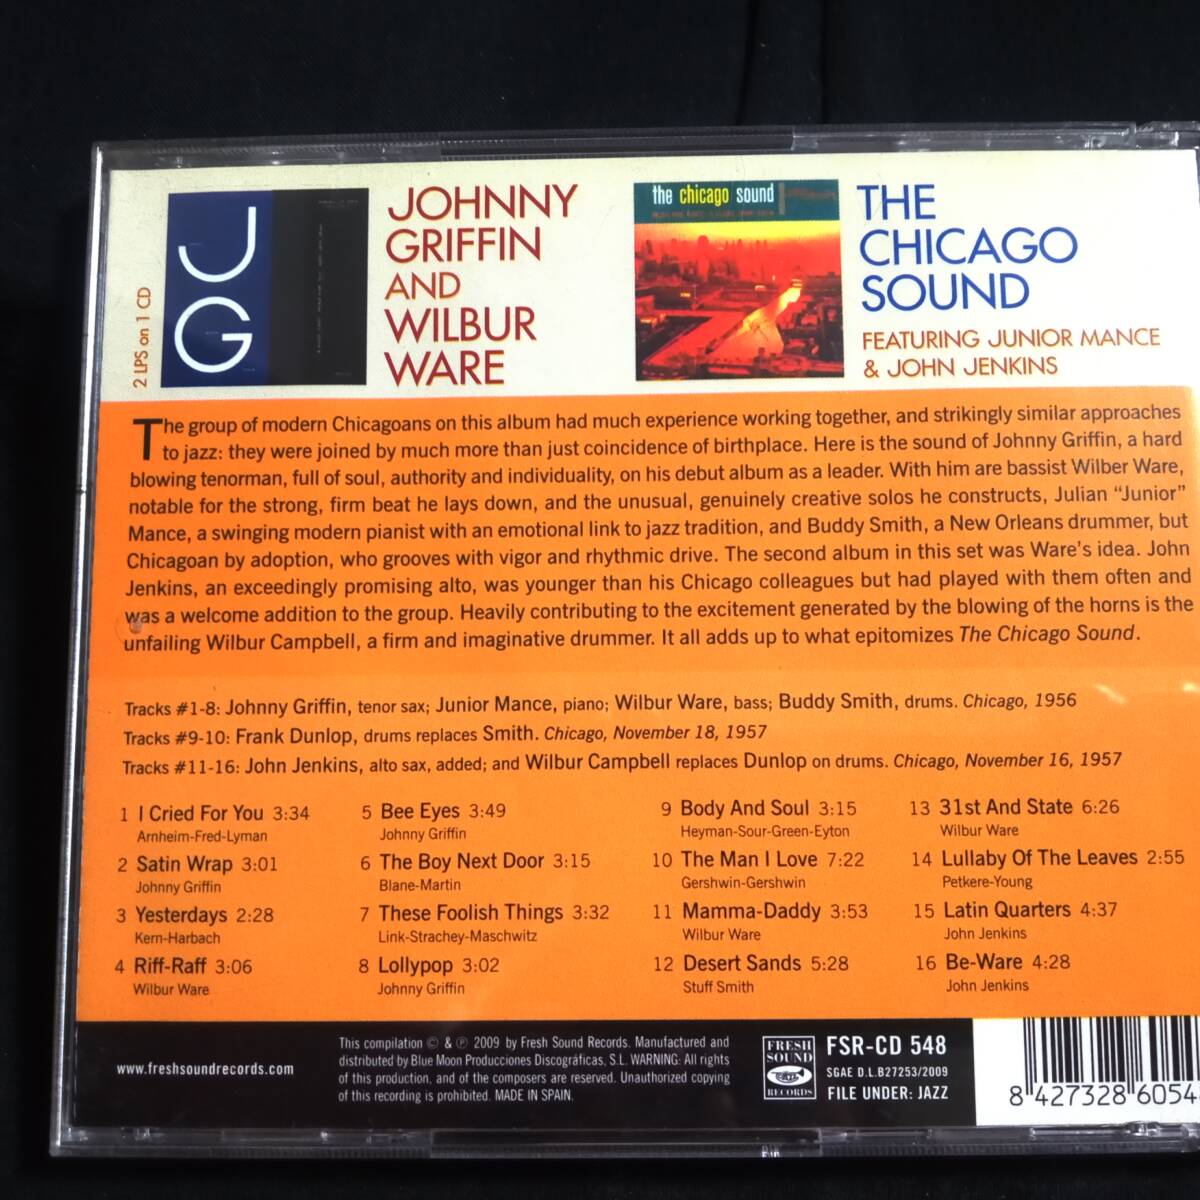 2 LPS on 1 CD
JG
JOHNNY
GRIFFIN
AND
WILBUR
WARE
the chicago sound
THE
CHICAGO
SOUND
FEATURING JUNIOR MANCE
& JOHN JENKINS
The group of modern Chicagoans on this album had much experience working together, and strikingly similar approaches
to jazz: they were joined by much more than just coincidence of birthplace. Here is the sound of Johnny Griffin, a hard
blowing tenorman, full of soul, authority and individuality, on his debut album as a leader. With him are bassist Wilber Ware,
notable for the strong, firm beat he lays down, and the unusual, genuinely creative solos he constructs, Julian “Junior”
Mance, a swinging modern pianist with an emotional link to jazz tradition, and Buddy Smith, a New Orleans drummer, but
Chicagoan by adoption, who grooves with vigor and rhythmic drive. The second album in this set was Ware's idea. John
Jenkins, an exceedingly promising alto, was younger than his Chicago colleagues but had played with them often and
was a welcome addition to the group. Heavily contributing to the excitement generated by the blowing of the horns is the
unfailing Wilbur Campbell, a firm and imaginative drummer. It all adds up to what epitomizes The Chicago Sound.
Tracks #1-8: Johnny Griffin, tenor sax; Junior Mance, piano; Wilbur Ware, bass; Buddy Smith, drums. Chicago, 1956
Tracks #9-10: Frank Dunlop, drums replaces Smith. Chicago, November 18, 1957
Tracks #11-16: John Jenkins, alto sax, added; and Wilbur Campbell replaces Dunlop on drums. Chicago, November 16, 1957
1 I Cried For You 3:34
Arnheim-Fred-Lyman
2 Satin Wrap 3:01
Johnny Griffin
3 Yesterdays 2:28
Kern-Harbach
4 Riff-Raff 3:06
Wilbur Ware
5 Bee Eyes 3:49
Johnny Griffin
6 The Boy Next Door 3:15
Blane-Martin
7 These Foolish Things 3:32
Link-Strachey-Maschwitz
8 Lollypop 3:02
Johnny Griffin
9 Body And Soul 3:15
Heyman-Sour-Green-Eyton
10 The Man I Love 7:22
Gershwin-Gershwin
11 Mamma-Daddy 3:53
Wilbur Ware
12 Desert Sands 5:28
Stuff Smith
13 31st And State 6:26
Wilbur Ware
14 Lullaby Of The Leaves 2:55
Petkere-Young
15 Latin Quarters 4:37
John Jenkins
16 Be-Ware 4:28
John Jenkins
www.freshsoundrecords.com
This compilation © & ℗ 2009 by Fresh Sound Records. Manufactured and
distributed by Blue Moon Producciones Discográficas, S.L. WARNING: All rights
of this production, and of the composers are reserved. Unauthorized copying
of this recording is prohibited. MADE IN SPAIN.
FRESH
SOUND
RECORDS
FSR-CD 548
SGAE D.L.B27253/2009
FILE UNDER: JAZZ
8 427328 6054